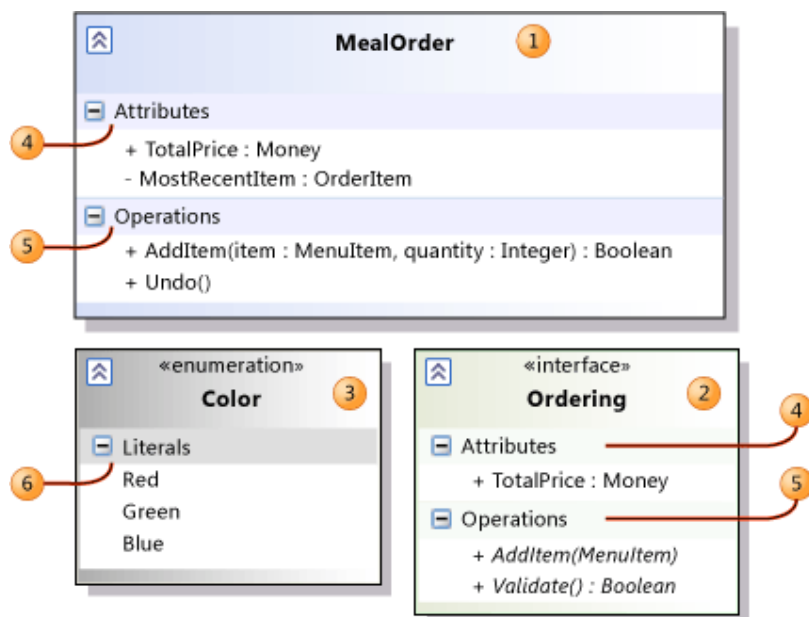 MealOrder 1
4 Attributes
+ TotalPrice : Money
- MostRecentItem : OrderItem
5 Operations
+ AddItem(item : MenuItem, quantity : Integer) : Boolean
+ Undo()
«enumeration»
Color 3
6 Literals
Red
Green
Blue
«interface»
Ordering 2
Attributes 4
+ TotalPrice : Money
Operations 5
+ AddItem(MenuItem)
+ Validate() : Boolean